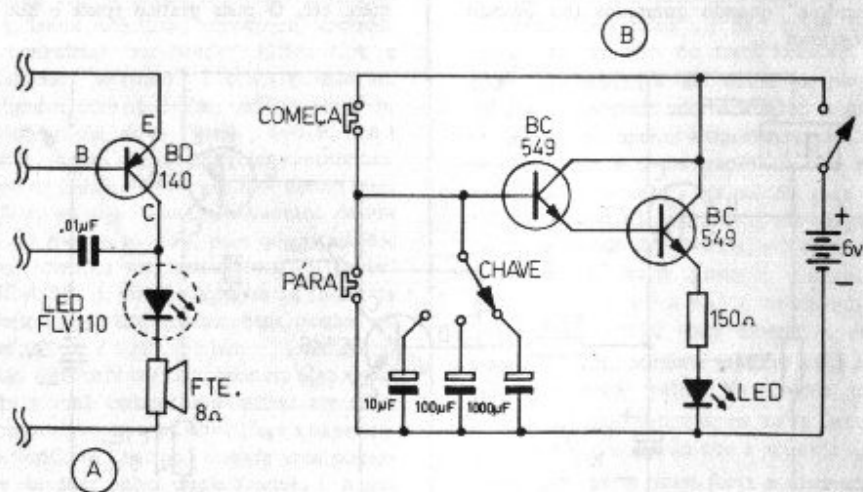 B
E
B
BD
140
C
.01µF
LED
FLV110
FTE.
8Ω
A
COMEÇA
BC
549
BC
549
PÁRA
CHAVE
10µF
100µF
1000µF
150Ω
LED
+
6v
−